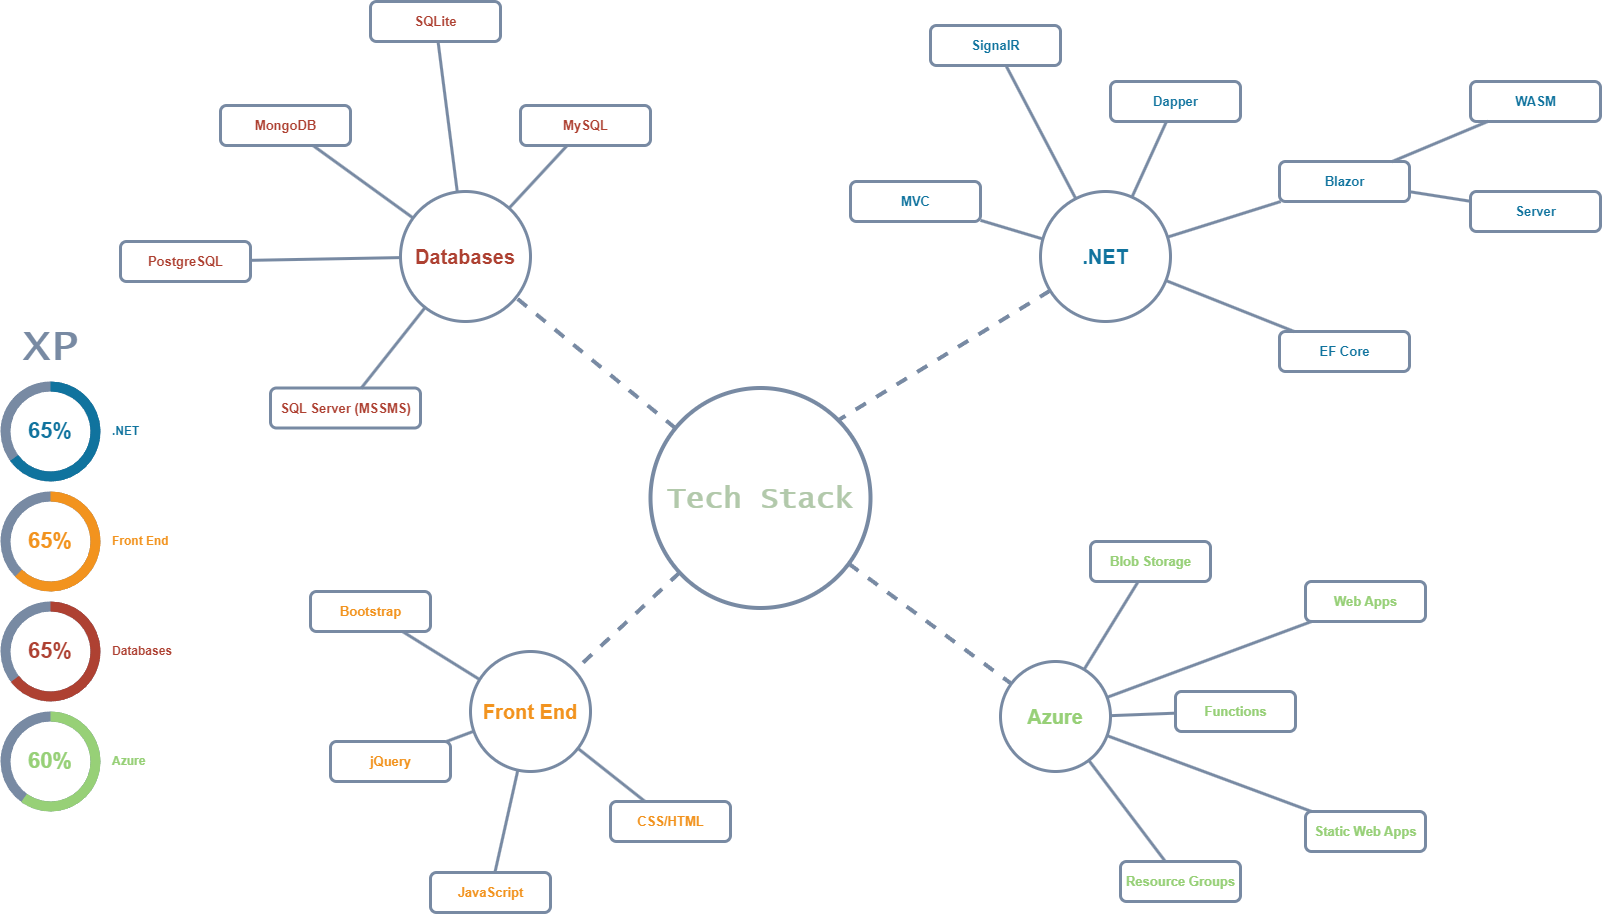 SQLite
MongoDB
MySQL
PostgreSQL
Databases
SQL Server (MSSMS)
SignalR
Dapper
WASM
Blazor
MVC
Server
.NET
EF Core
XP
65%
.NET
65%
Front End
65%
Databases
60%
Azure
Tech Stack
Bootstrap
Front End
jQuery
CSS/HTML
JavaScript
Blob Storage
Web Apps
Functions
Azure
Static Web Apps
Resource Groups